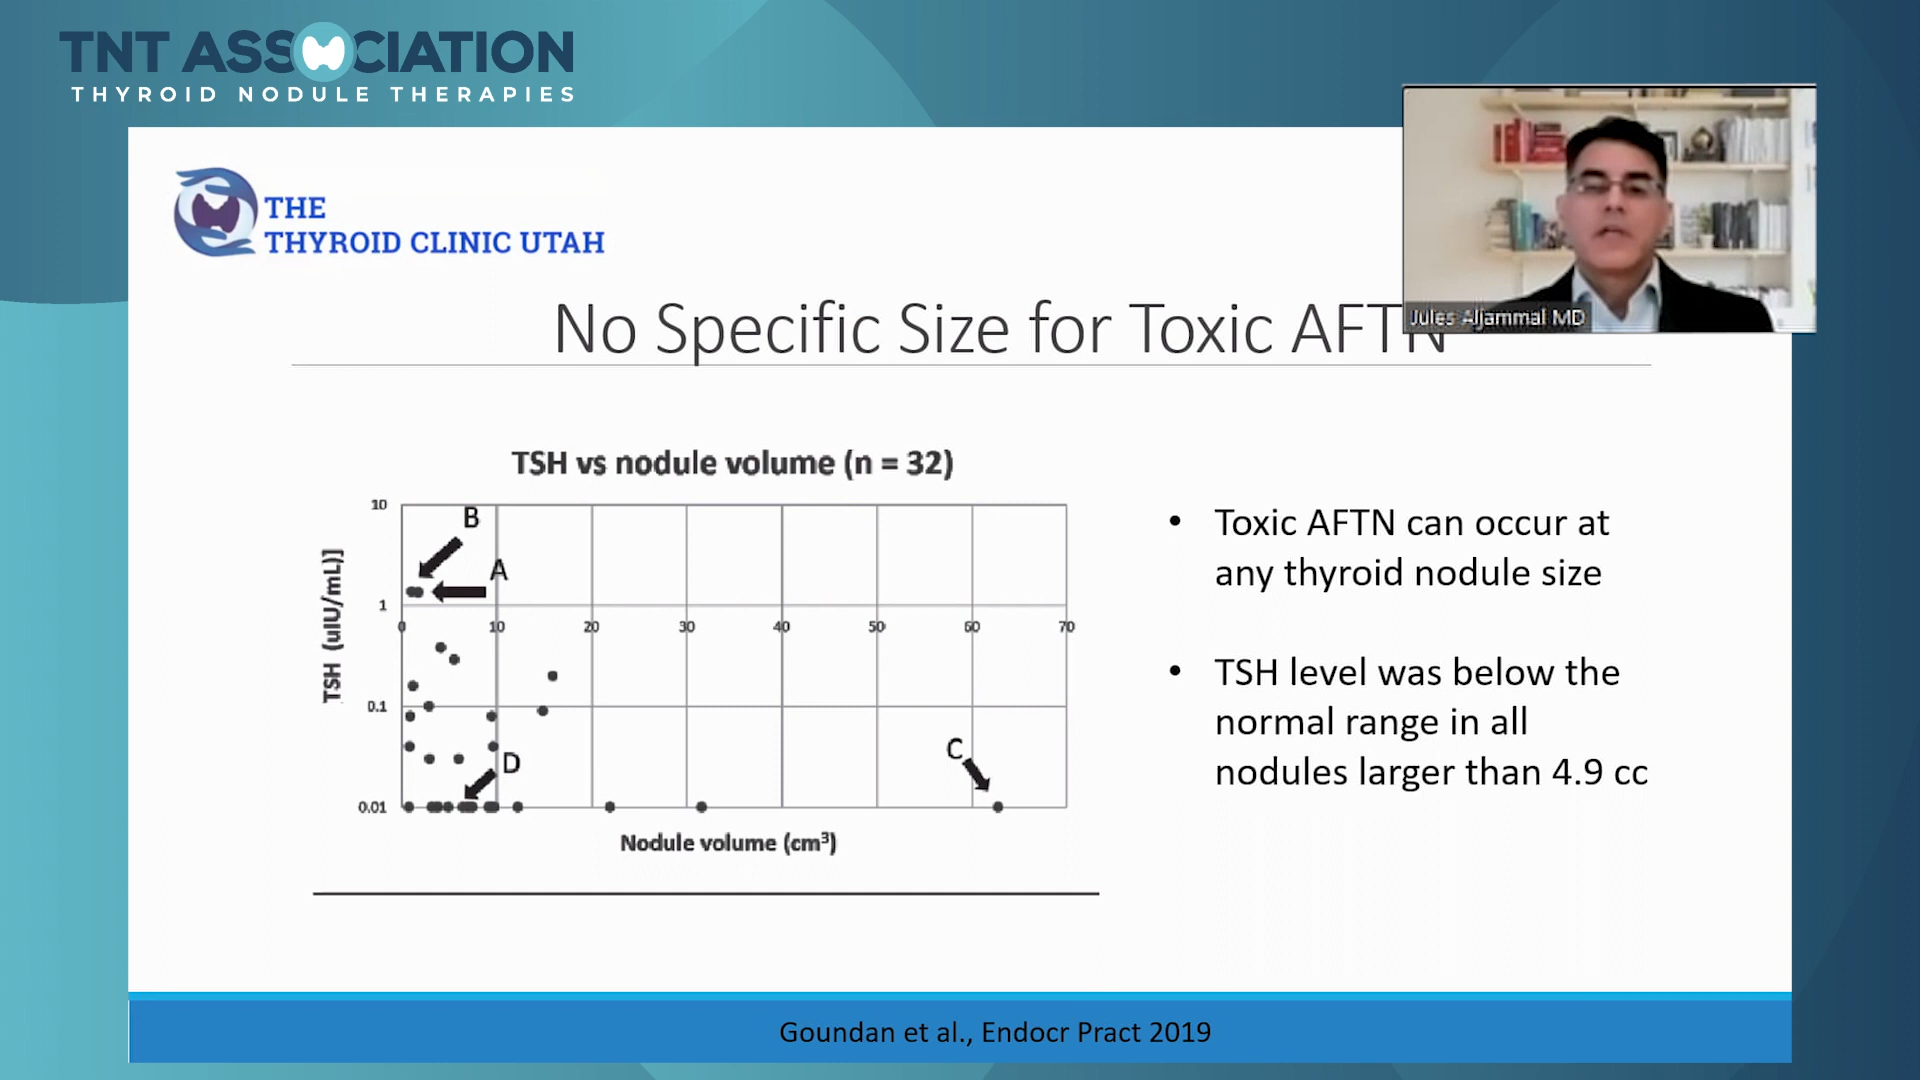 TNT ASSOCIATION
THYROID NODULE THERAPIES
THE
THYROID CLINIC UTAH
Jules Aljammal MD
No Specific Size for Toxic AFTN
TSH vs nodule volume (n = 32)
10
B
A
1
0 10 20 30 40 50 60 70
TSH (uIU/mL)]
0.1
C
D
0.01
Nodule volume (cm³)
• Toxic AFTN can occur at
any thyroid nodule size
• TSH level was below the
normal range in all
nodules larger than 4.9 cc
Goundan et al., Endocr Pract 2019